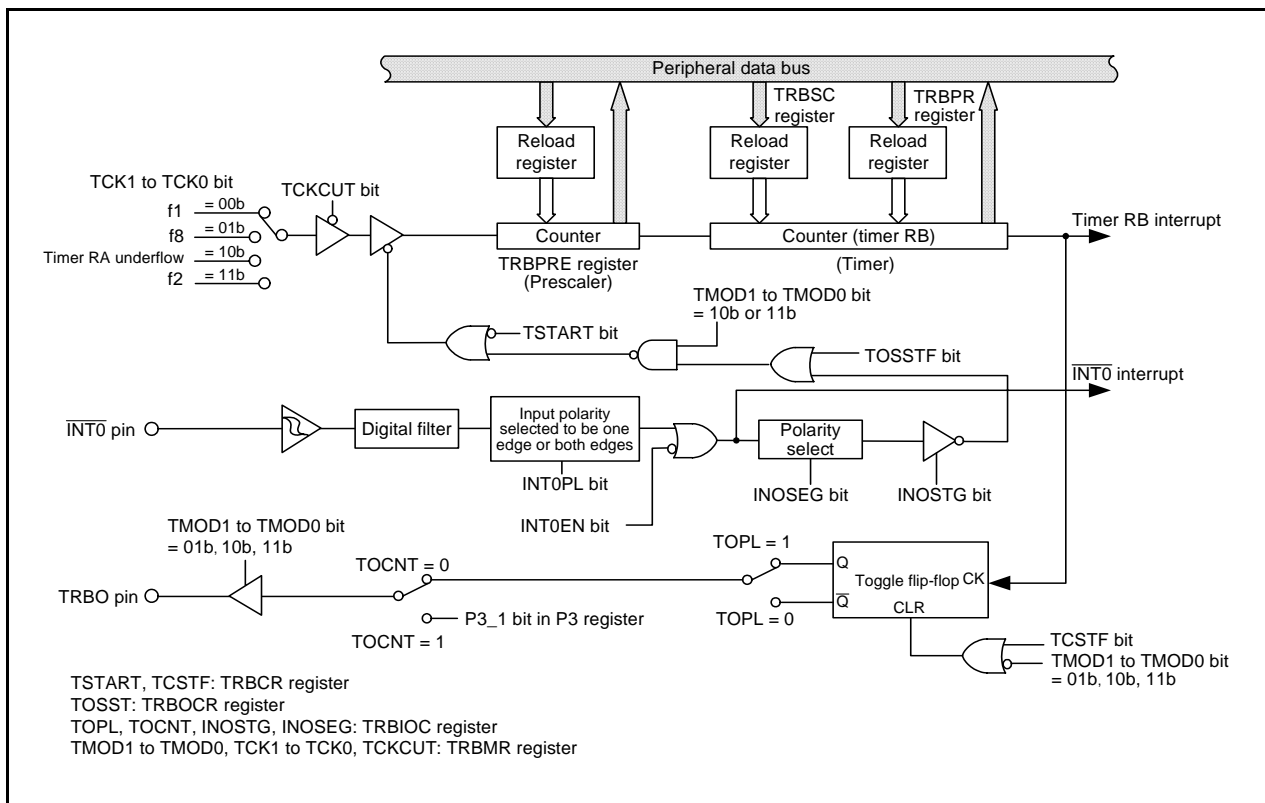 Peripheral data bus
TRBSC
register
TRBPR
register
Reload
register
Reload
register
Reload
register
TCK1 to TCK0 bit
f1
= 00b
f8
= 01b
Timer RA underflow
= 10b
f2
= 11b
TCKCUT bit
Counter
TRBPRE register
(Prescaler)
Counter (timer RB)
(Timer)
Timer RB interrupt
TMOD1 to TMOD0 bit
= 10b or 11b
TSTART bit
TOSSTF bit
INT0 interrupt
INT0 pin
Digital filter
Input polarity
selected to be one
edge or both edges
INT0PL bit
INT0EN bit
Polarity
select
INOSEG bit
INOSTG bit
TMOD1 to TMOD0 bit
= 01b, 10b, 11b
TRBO pin
TOCNT = 0
P3_1 bit in P3 register
TOCNT = 1
TOPL = 1
TOPL = 0
Q
Q
Toggle flip-flop
CK
CLR
TCSTF bit
TMOD1 to TMOD0 bit
= 01b, 10b, 11b
TSTART, TCSTF: TRBCR register
TOSST: TRBOCR register
TOPL, TOCNT, INOSTG, INOSEG: TRBIOC register
TMOD1 to TMOD0, TCK1 to TCK0, TCKCUT: TRBMR register